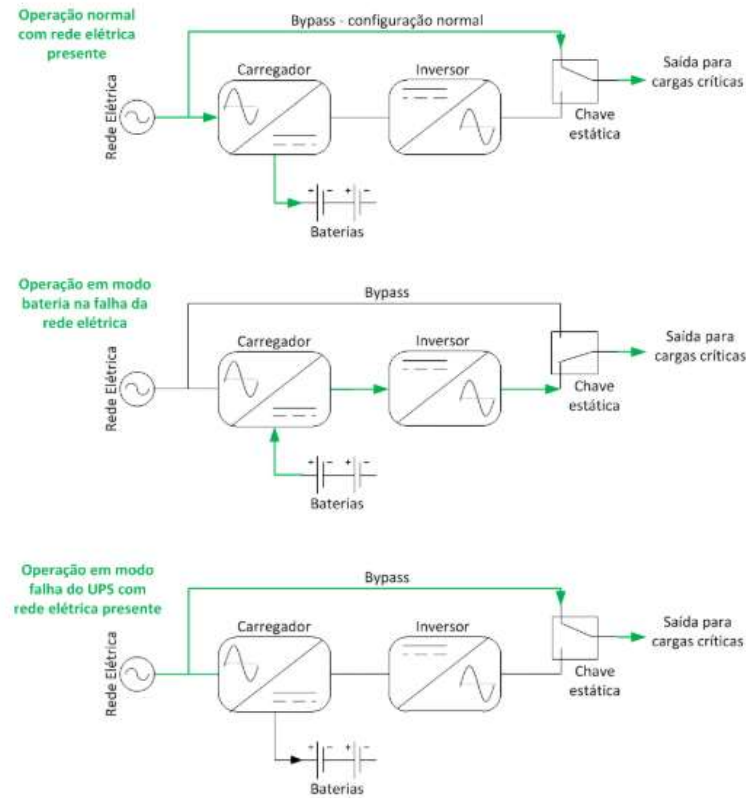 Operação normal
com rede elétrica
presente
Bypass - configuração normal
Carregador
Inversor
Saída para
cargas críticas
Rede Elétrica
Chave
estática
+ - + -
Baterias
Operação em modo
bateria na falha da
rede elétrica
Bypass
Carregador
Inversor
Saída para
cargas críticas
Rede Elétrica
Chave
estática
+ - + -
Baterias
Operação em modo
falha do UPS com
rede elétrica presente
Bypass
Carregador
Inversor
Saída para
cargas críticas
Rede Elétrica
Chave
estática
+ - + -
Baterias